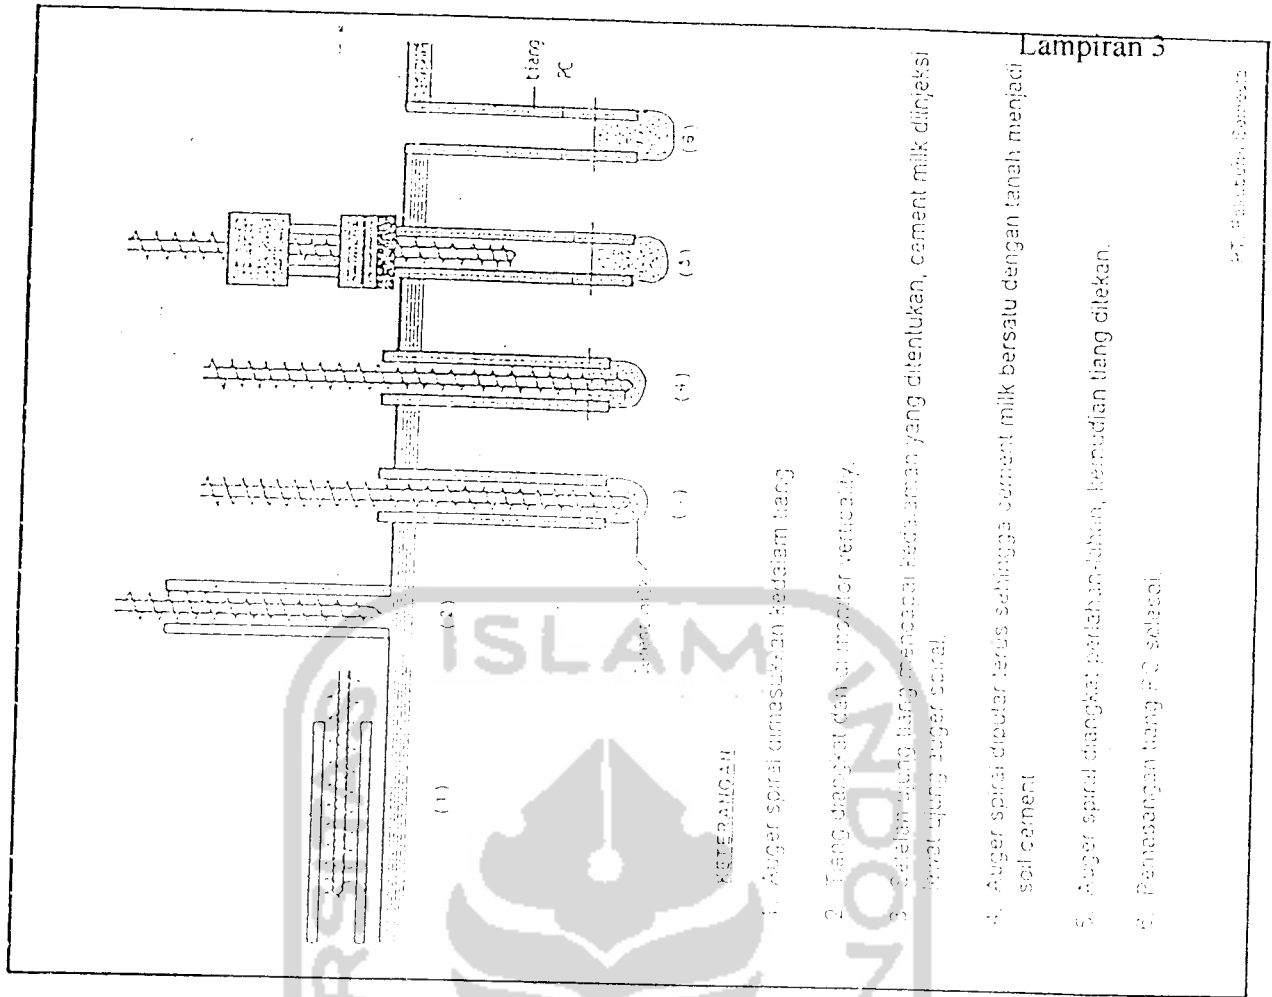 Lampiran 3
tiang
PC
(1)
(2)
(4)
(5)
(6)
KETERANGAN
1. Auger spiral dimasukkan kedalam tiang
2. Tiang diangkat dan di monitor verticality.
3. Setelah ujung tiang mencapai kedalaman yang ditentukan, cement milk diinjeksi
lewat ujung auger spiral.
4. Auger spiral diputar terus sehingga cement milk bersatu dengan tanah menjadi
soil cement
5. Auger spiral diangkat perlahan-lahan, kemudian tiang ditekan.
6. Pemasangan tiang PC selesai.
PT.
ISLAM